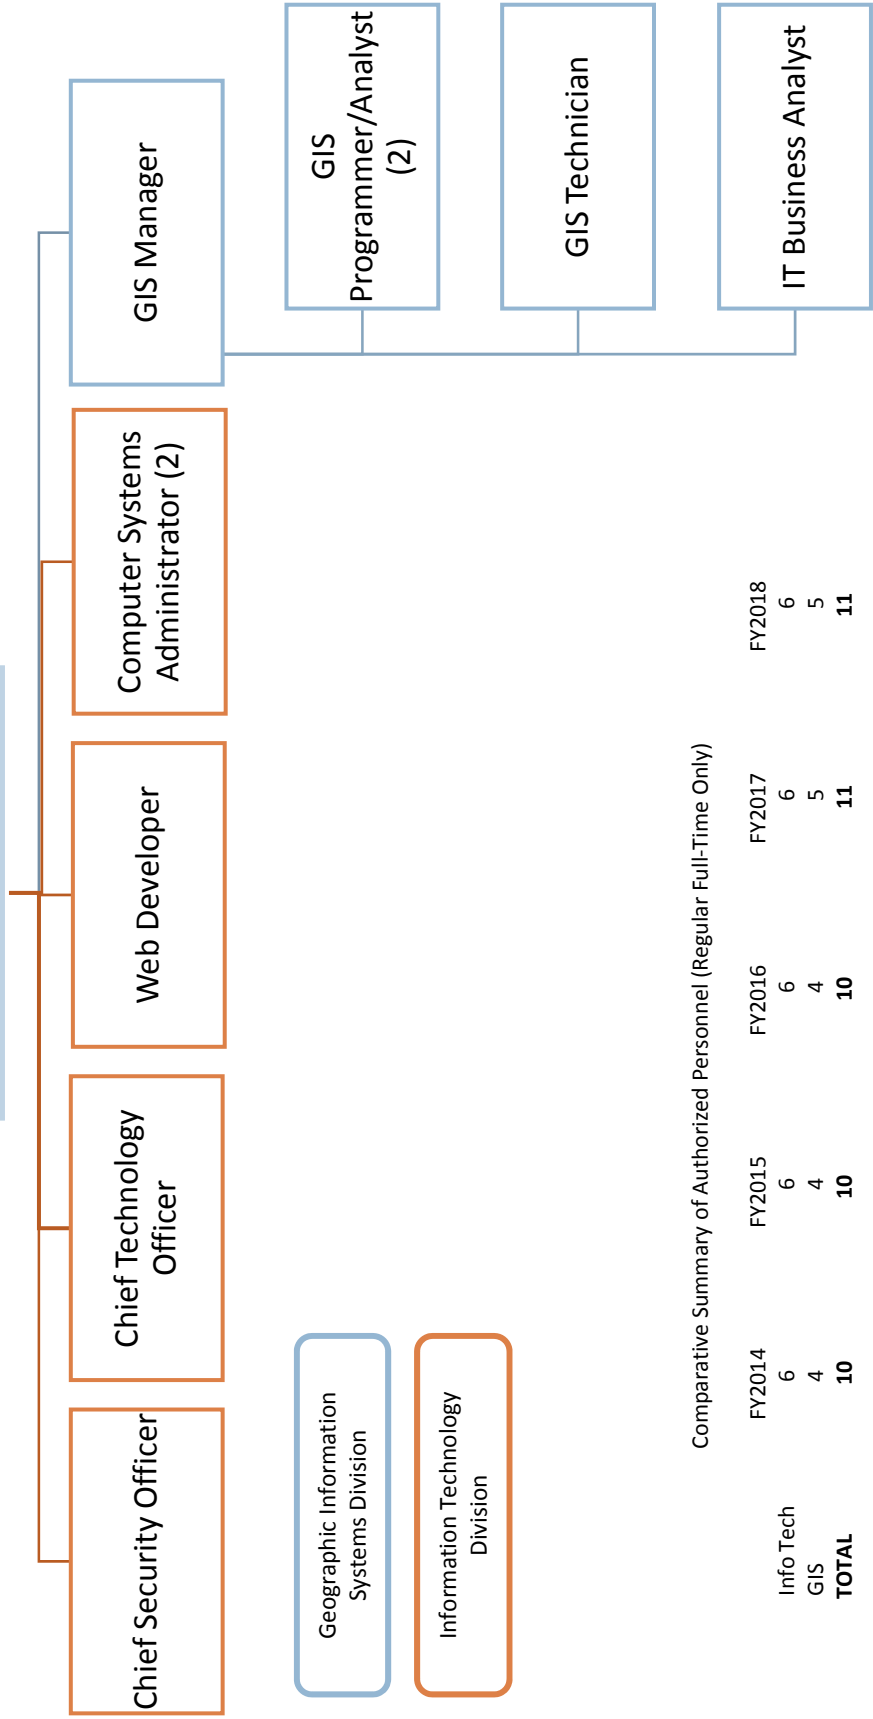 Chief Security Officer
Chief Technology
Officer
Web Developer
Computer Systems
Administrator (2)
GIS Manager
GIS
Programmer/Analyst
(2)
GIS Technician
IT Business Analyst
Geographic Information
Systems Division
Information Technology
Division
Comparative Summary of Authorized Personnel (Regular Full-Time Only)
FY2014 FY2015 FY2016 FY2017 FY2018
Info Tech 6 6 6 6 6
GIS 4 4 4 5 5
TOTAL 10 10 10 11 11